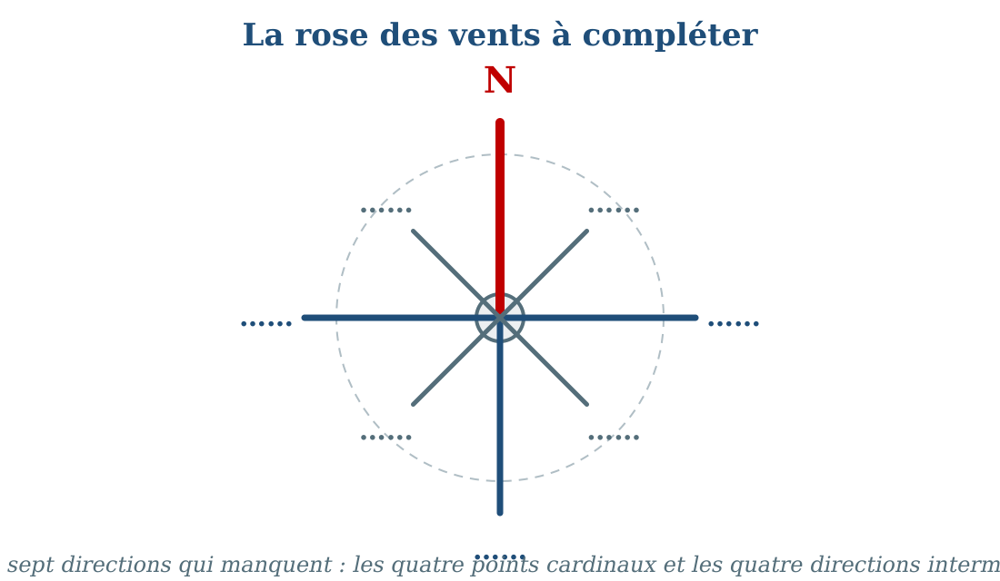 La rose des vents à compléter
N
...... ......
...... ......
...... ......
......
sept directions qui manquent : les quatre points cardinaux et les quatre directions interm